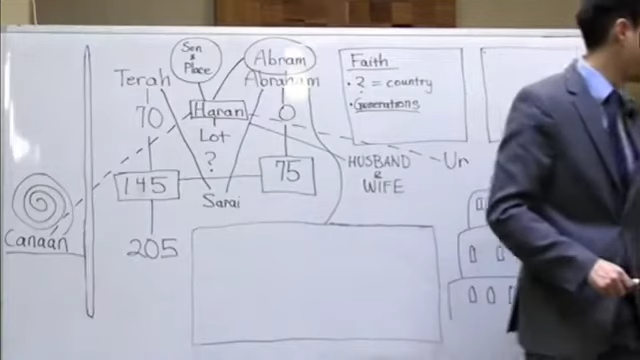 Son
&
Place
Abram
Terah
Abraham
70
Haran
0
Lot
?
145
75
Sarai
205
Canaan
HUSBAND
&
WIFE
Ur
Faith
• ? = country
• Generations